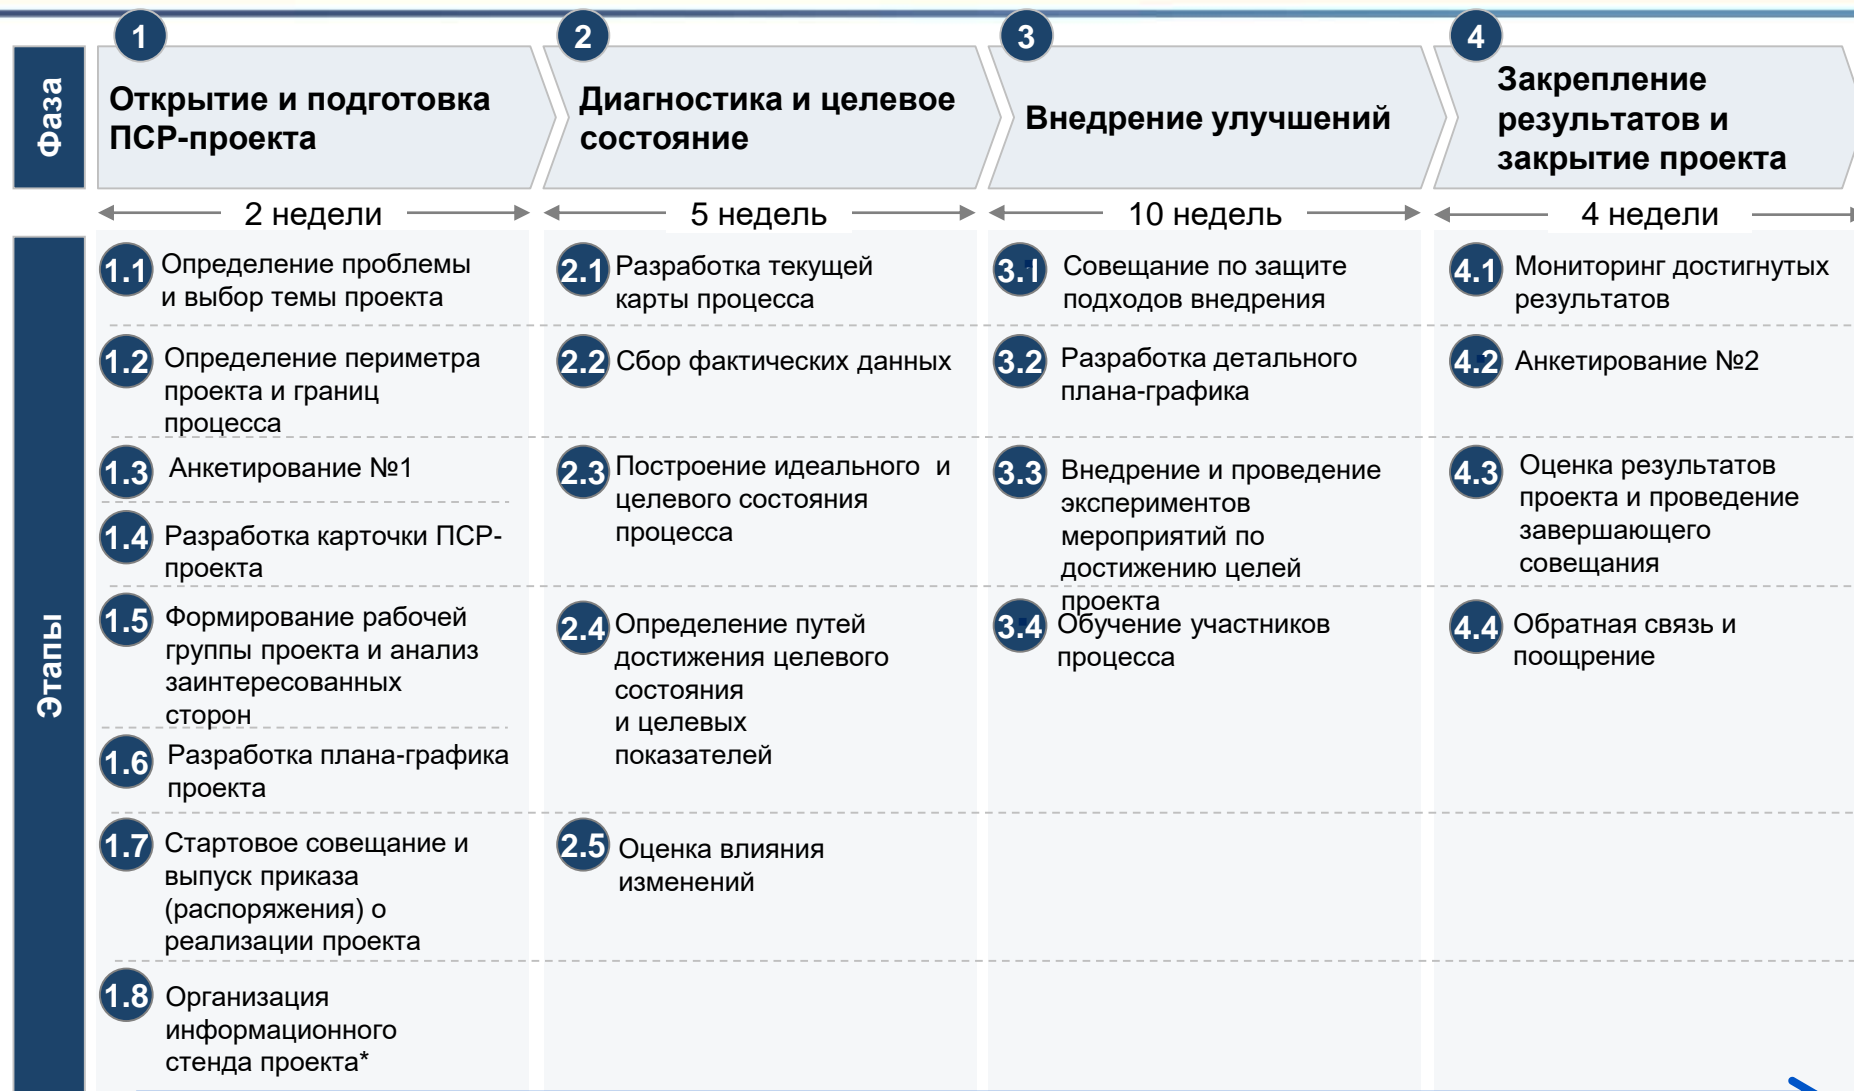 Фаза
1
Открытие и подготовка
ПСР-проекта
2
Диагностика и целевое
состояние
3
Внедрение улучшений
4
Закрепление
результатов и
закрытие проекта
2 недели
5 недель
10 недель
4 недели
Этапы
1.1
Определение проблемы
и выбор темы проекта
1.2
Определение периметра
проекта и границ
процесса
1.3
Анкетирование №1
1.4
Разработка карточки ПСР-
проекта
1.5
Формирование рабочей
группы проекта и анализ
заинтересованных
сторон
1.6
Разработка плана-графика
проекта
1.7
Стартовое совещание и
выпуск приказа
(распоряжения) о
реализации проекта
1.8
Организация
информационного
стенда проекта*
2.1
Разработка текущей
карты процесса
2.2
Сбор фактических данных
2.3
Построение идеального и
целевого состояния
процесса
2.4
Определение путей
достижения целевого
состояния
и целевых
показателей
2.5
Оценка влияния
изменений
3.1
Совещание по защите
подходов внедрения
3.2
Разработка детального
плана-графика
3.3
Внедрение и проведение
экспериментов
мероприятий по
достижению целей
проекта
3.4
Обучение участников
процесса
4.1
Мониторинг достигнутых
результатов
4.2
Анкетирование №2
4.3
Оценка результатов
проекта и проведение
завершающего
совещания
4.4
Обратная связь и
поощрение